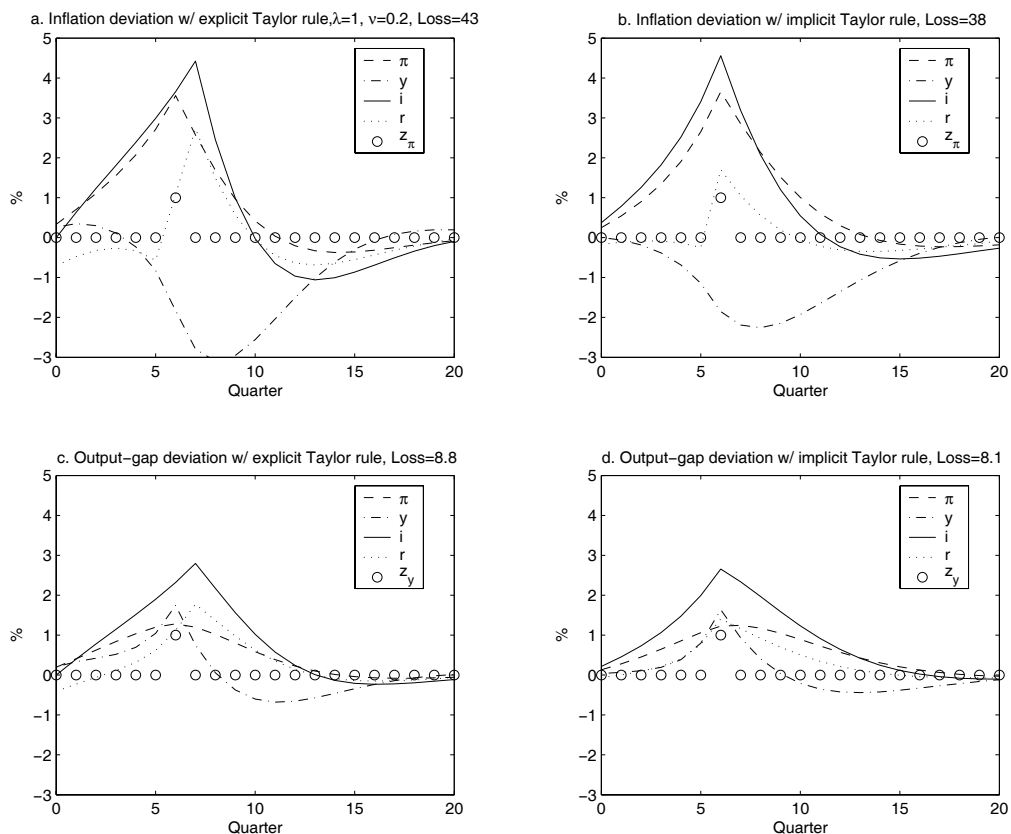 a. Inflation deviation w/ explicit Taylor rule,λ=1, ν=0.2, Loss=43
5
4
3
2
1
0
−1
−2
−3
%
0 5 10 15 20
Quarter
π
y
i
r
z_π
b. Inflation deviation w/ implicit Taylor rule, Loss=38
5
4
3
2
1
0
−1
−2
−3
%
0 5 10 15 20
Quarter
π
y
i
r
z_π
c. Output−gap deviation w/ explicit Taylor rule, Loss=8.8
5
4
3
2
1
0
−1
−2
−3
%
0 5 10 15 20
Quarter
π
y
i
r
z_y
d. Output−gap deviation w/ implicit Taylor rule, Loss=8.1
5
4
3
2
1
0
−1
−2
−3
%
0 5 10 15 20
Quarter
π
y
i
r
z_y